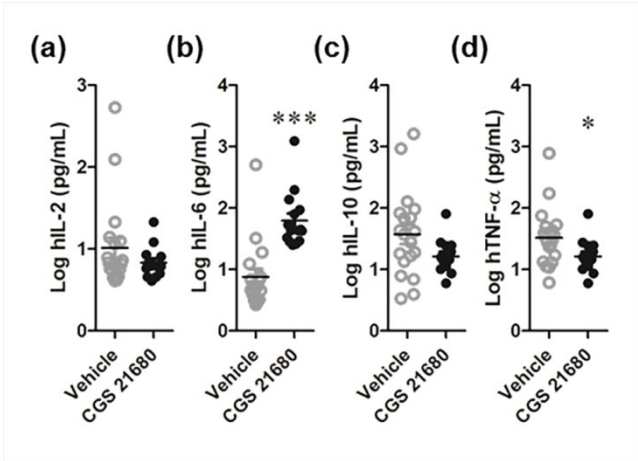 (a) (b) (c) (d)
Log hIL-2 (pg/mL)
3
2
1
0
Vehicle
CGS 21680
Log hIL-6 (pg/mL)
4
3
2
1
0
***
Vehicle
CGS 21680
Log hIL-10 (pg/mL)
4
3
2
1
0
Vehicle
CGS 21680
Log hTNF-α (pg/mL)
4
3
2
1
0
*
Vehicle
CGS 21680